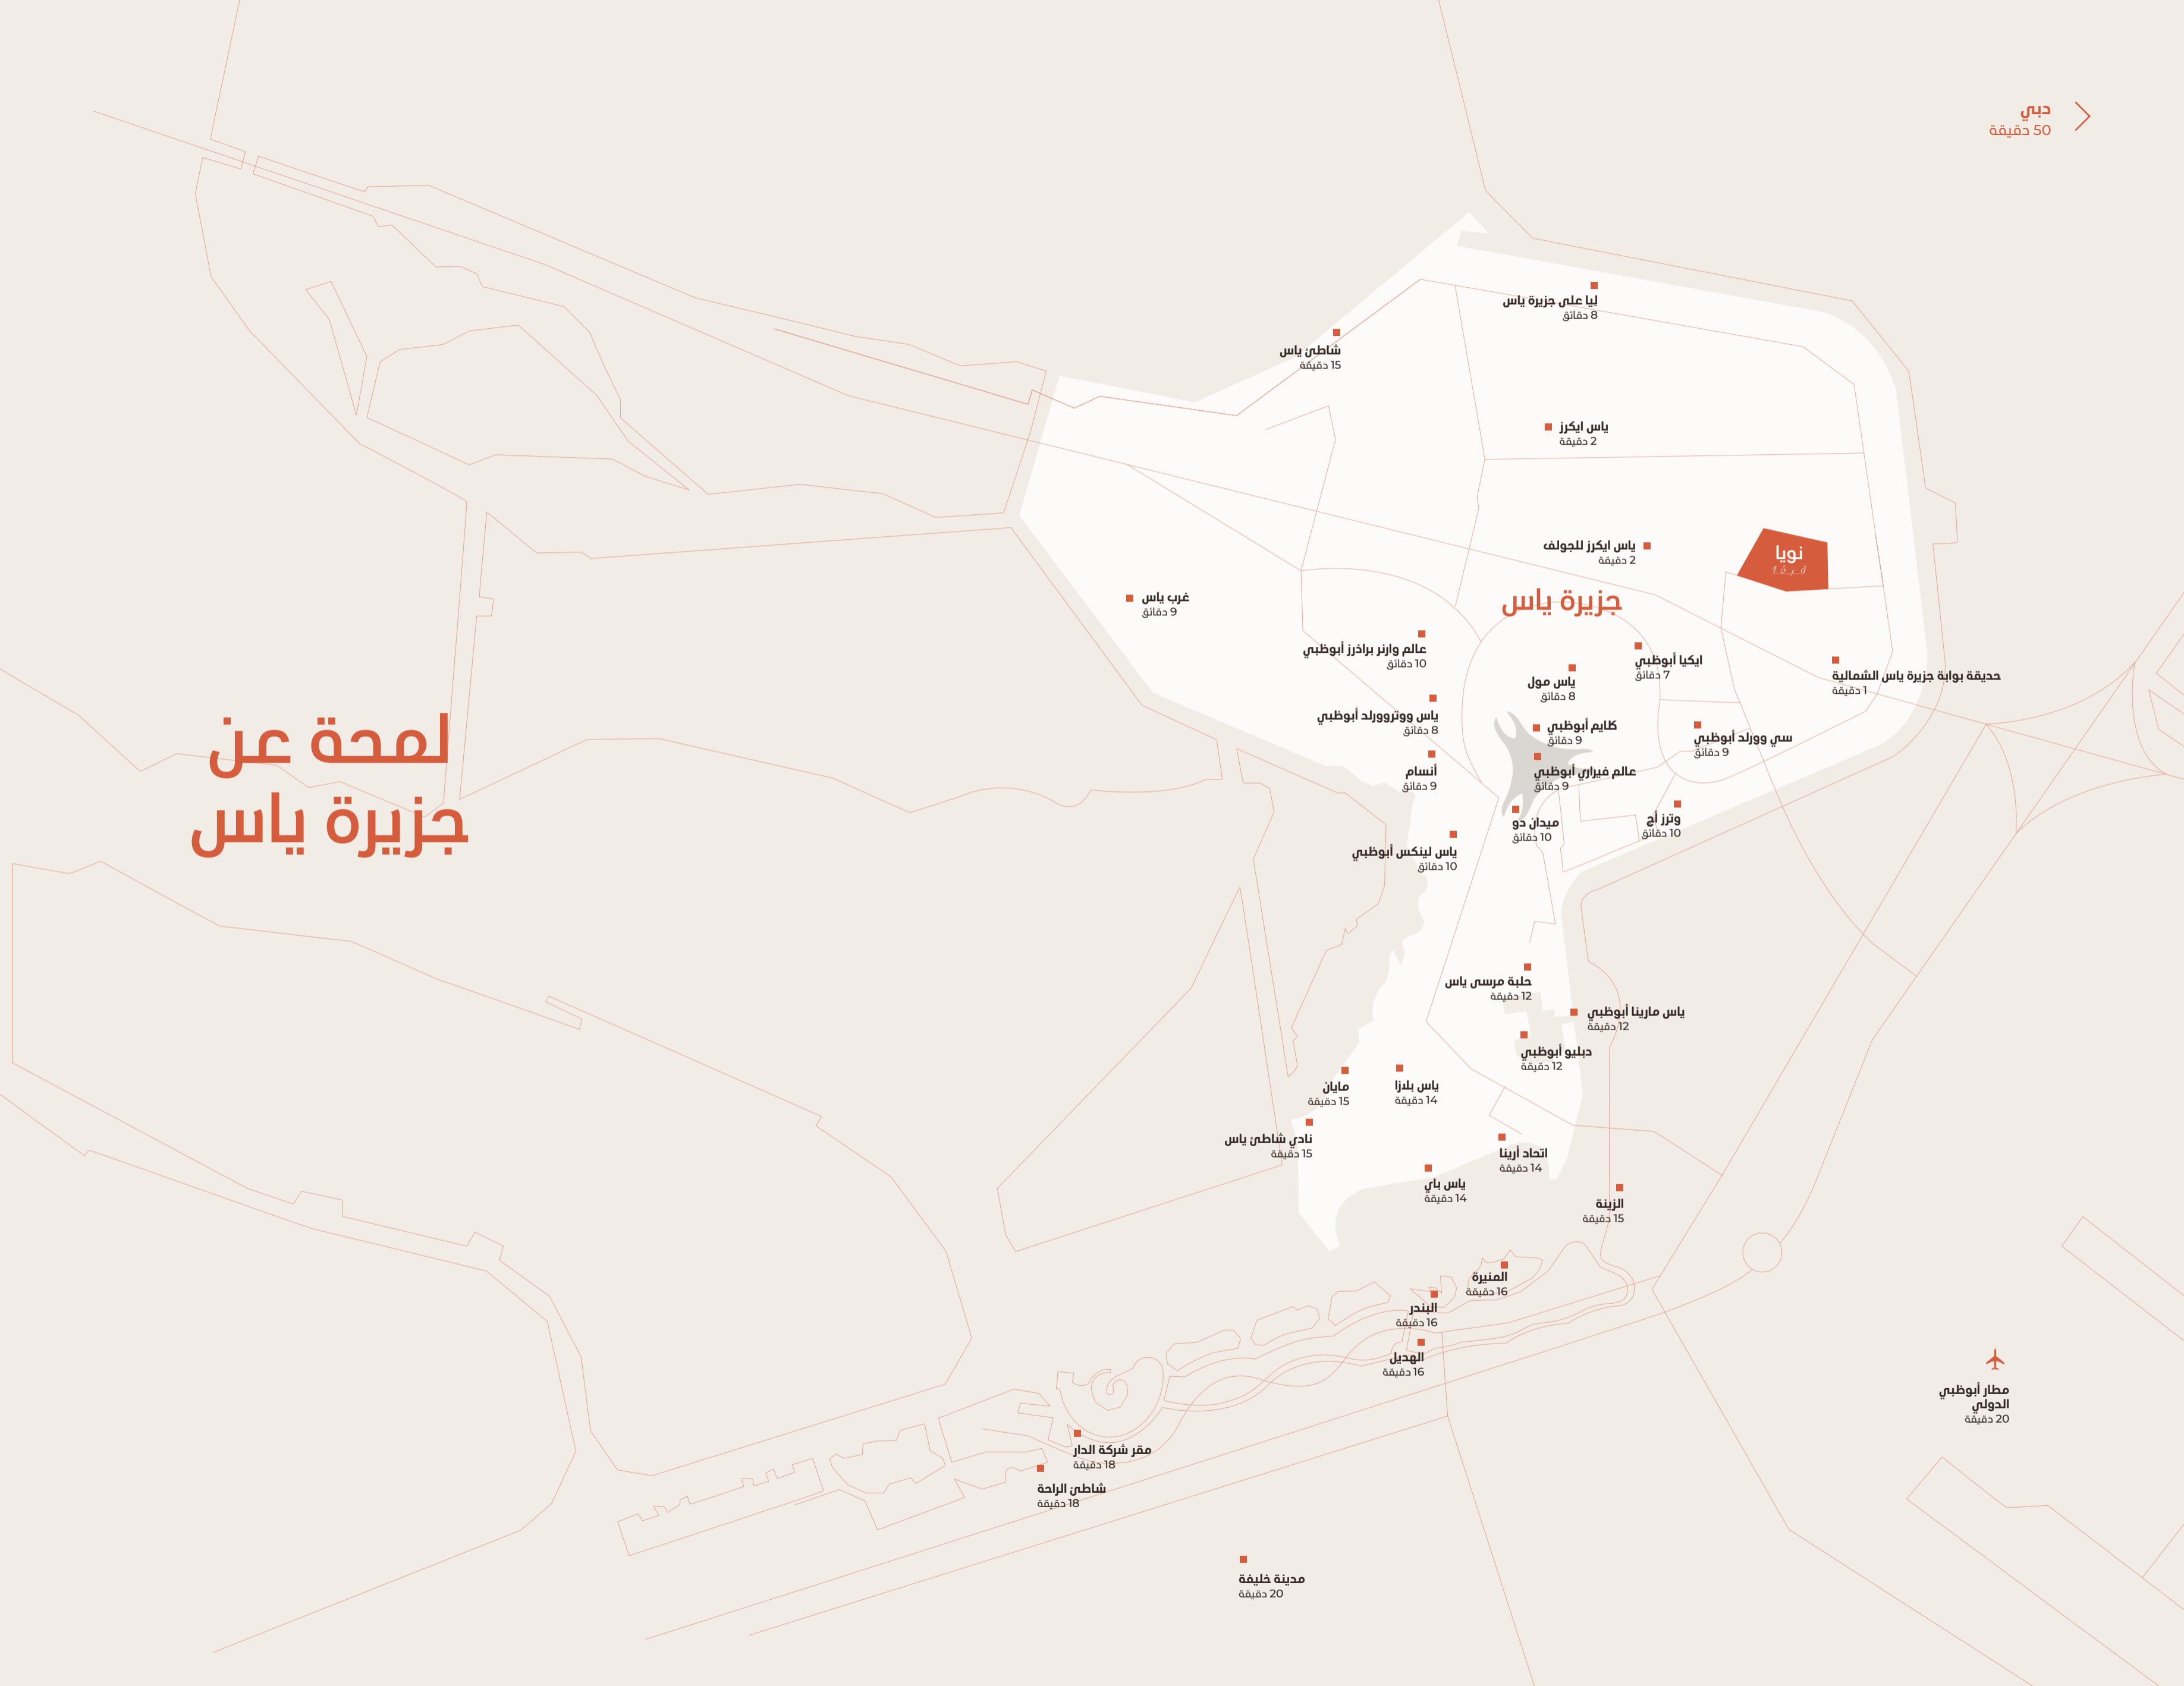 دبي
50 دقيقة
ليا على جزيرة ياس
8 دقائق
شاطئ ياس
15 دقيقة
ياس ايكرز
2 دقيقة
ياس ايكرز للجولف
2 دقيقة
نويا
ڤيڤا
جزيرة ياس
غرب ياس
9 دقائق
عالم وارنر براذرز أبوظبي
10 دقائق
ايكيا أبوظبي
7 دقائق
حديقة بوابة جزيرة ياس الشمالية
1 دقيقة
ياس مول
8 دقائق
ياس ووتروورلد أبوظبي
8 دقائق
كلايم أبوظبي
9 دقائق
سي وورلد أبوظبي
9 دقائق
أنسام
9 دقائق
عالم فيراري أبوظبي
9 دقائق
لمحة عن
جزيرة ياس
ميدان دو
10 دقائق
وترز أج
10 دقائق
ياس لينكس أبوظبي
10 دقائق
حلبة مرسى ياس
12 دقيقة
ياس مارينا أبوظبي
12 دقيقة
دبليو أبوظبي
12 دقيقة
مايان
15 دقيقة
ياس بلازا
14 دقيقة
نادي شاطئ ياس
15 دقيقة
اتحاد أرينا
14 دقيقة
ياس باي
14 دقيقة
الزينة
15 دقيقة
المنيرة
16 دقيقة
البندر
16 دقيقة
الهديل
16 دقيقة
مطار أبوظبي
الدولي
20 دقيقة
مقر شركة الدار
18 دقيقة
شاطئ الراحة
18 دقيقة
مدينة خليفة
20 دقيقة